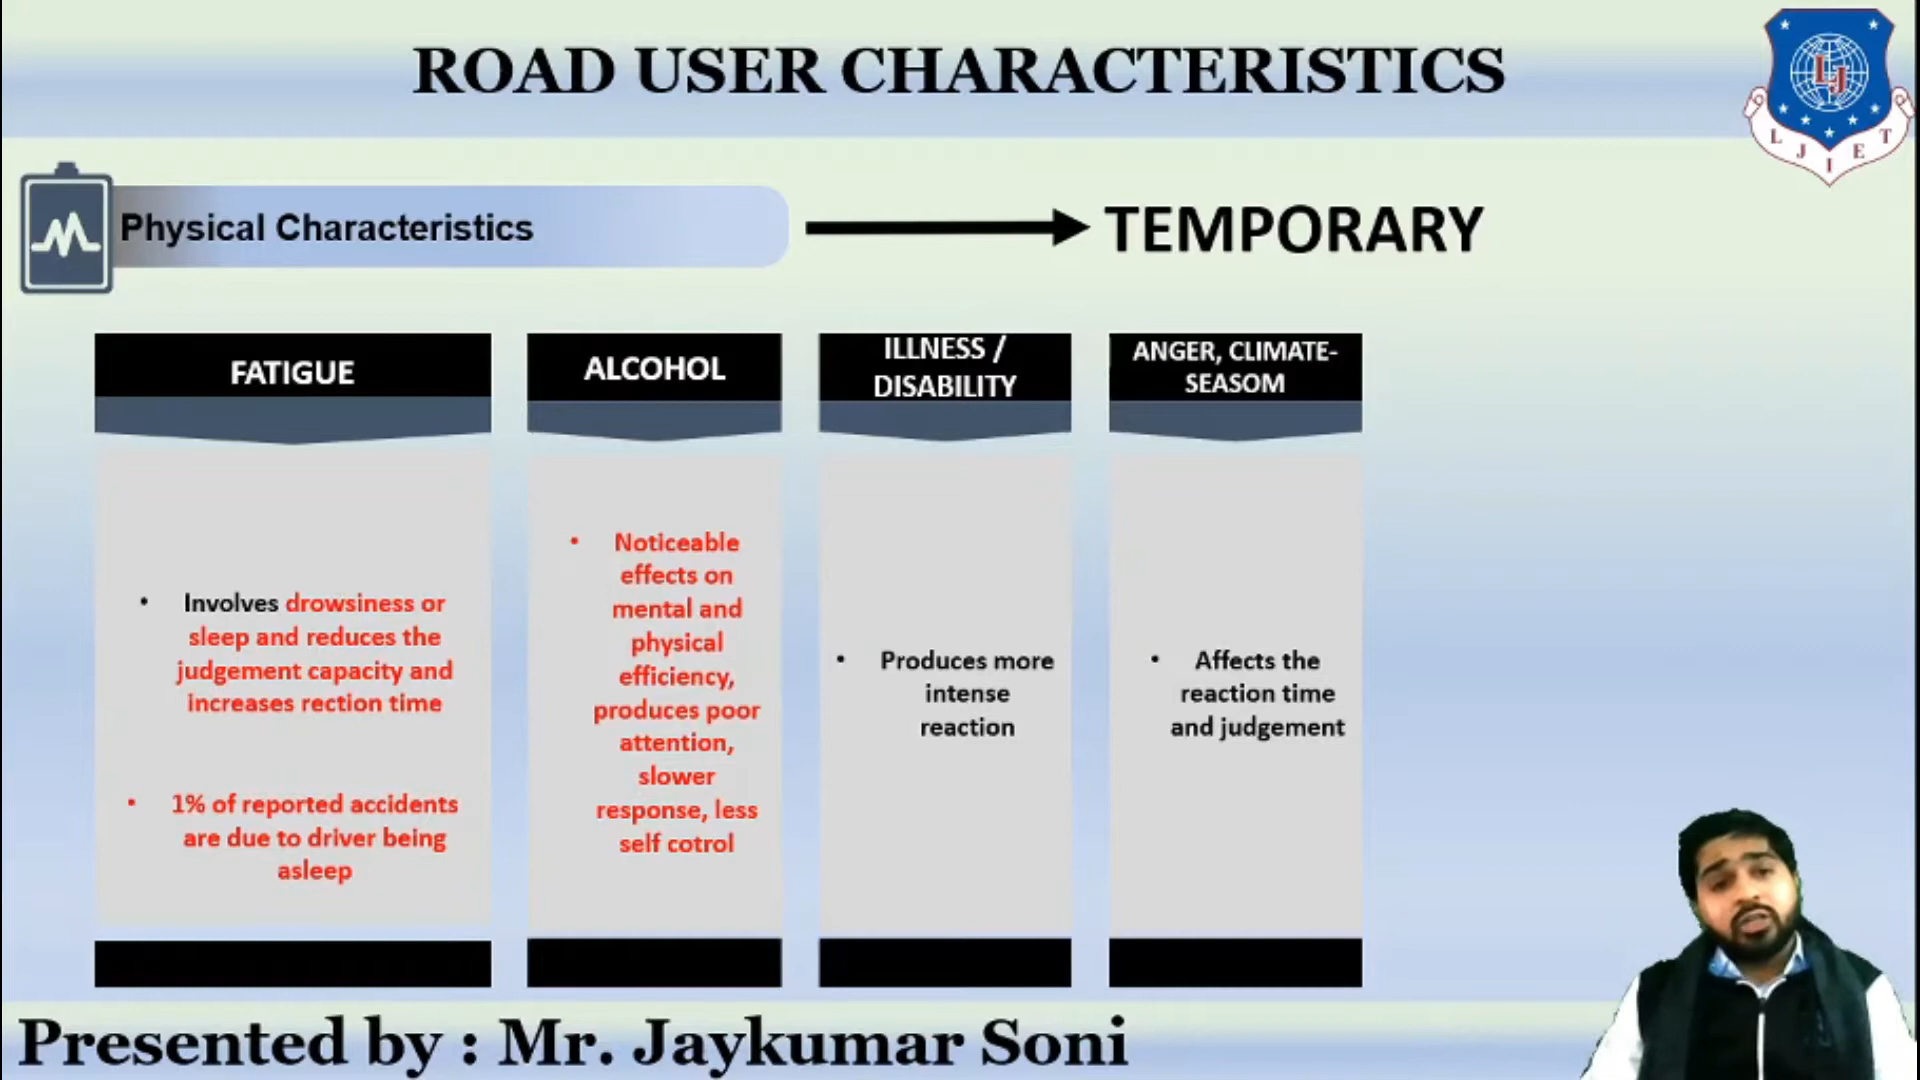 ROAD USER CHARACTERISTICS
LJ
L J I E T
Physical Characteristics
TEMPORARY
FATIGUE
• Involves drowsiness or
sleep and reduces the
judgement capacity and
increases rection time
• 1% of reported accidents
are due to driver being
asleep
ALCOHOL
• Noticeable
effects on
mental and
physical
efficiency,
produces poor
attention,
slower
response, less
self cotrol
ILLNESS /
DISABILITY
• Produces more
intense
reaction
ANGER, CLIMATE-
SEASOM
• Affects the
reaction time
and judgement
Presented by : Mr. Jaykumar Soni